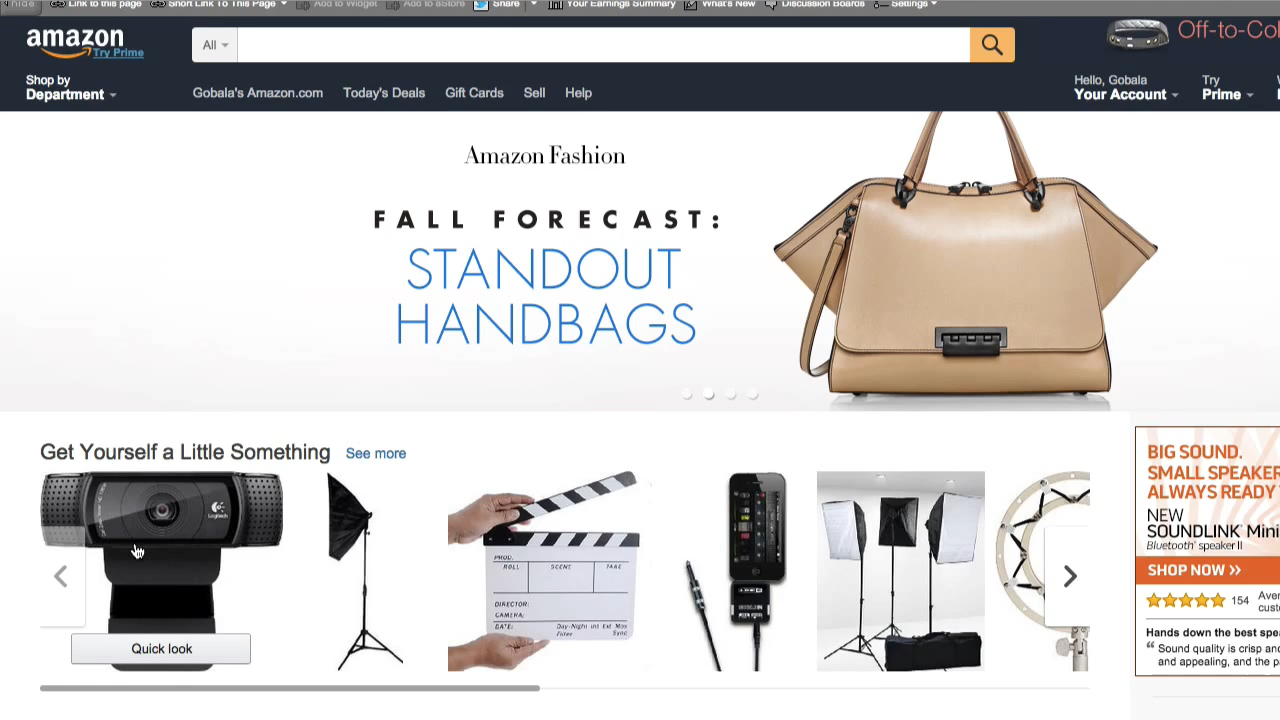 hide Link to this page Short Link To This Page Add to Widget Add to aStore Share Your Earnings Summary What's New Discussion Boards Settings
amazon
Try Prime
All
Off-to-Col
Shop by
Department
Gobala's Amazon.com Today's Deals Gift Cards Sell Help
Hello, Gobala
Your Account
Try
Prime
Amazon Fashion
FALL FORECAST:
STANDOUT
HANDBAGS
Get Yourself a Little Something See more
Logitech
PROD.
ROLL SCENE TAKE
DIRECTOR:
CAMERA:
DATE: Day-Night Int Ext Mos
Filter Sync
Quick look
BIG SOUND.
SMALL SPEAKER
ALWAYS READY
NEW
SOUNDLINK Mini
Bluetooth speaker II
SHOP NOW >>
154 Aver
custo
Hands down the best spe
“ Sound quality is crisp and
and appealing, and the p